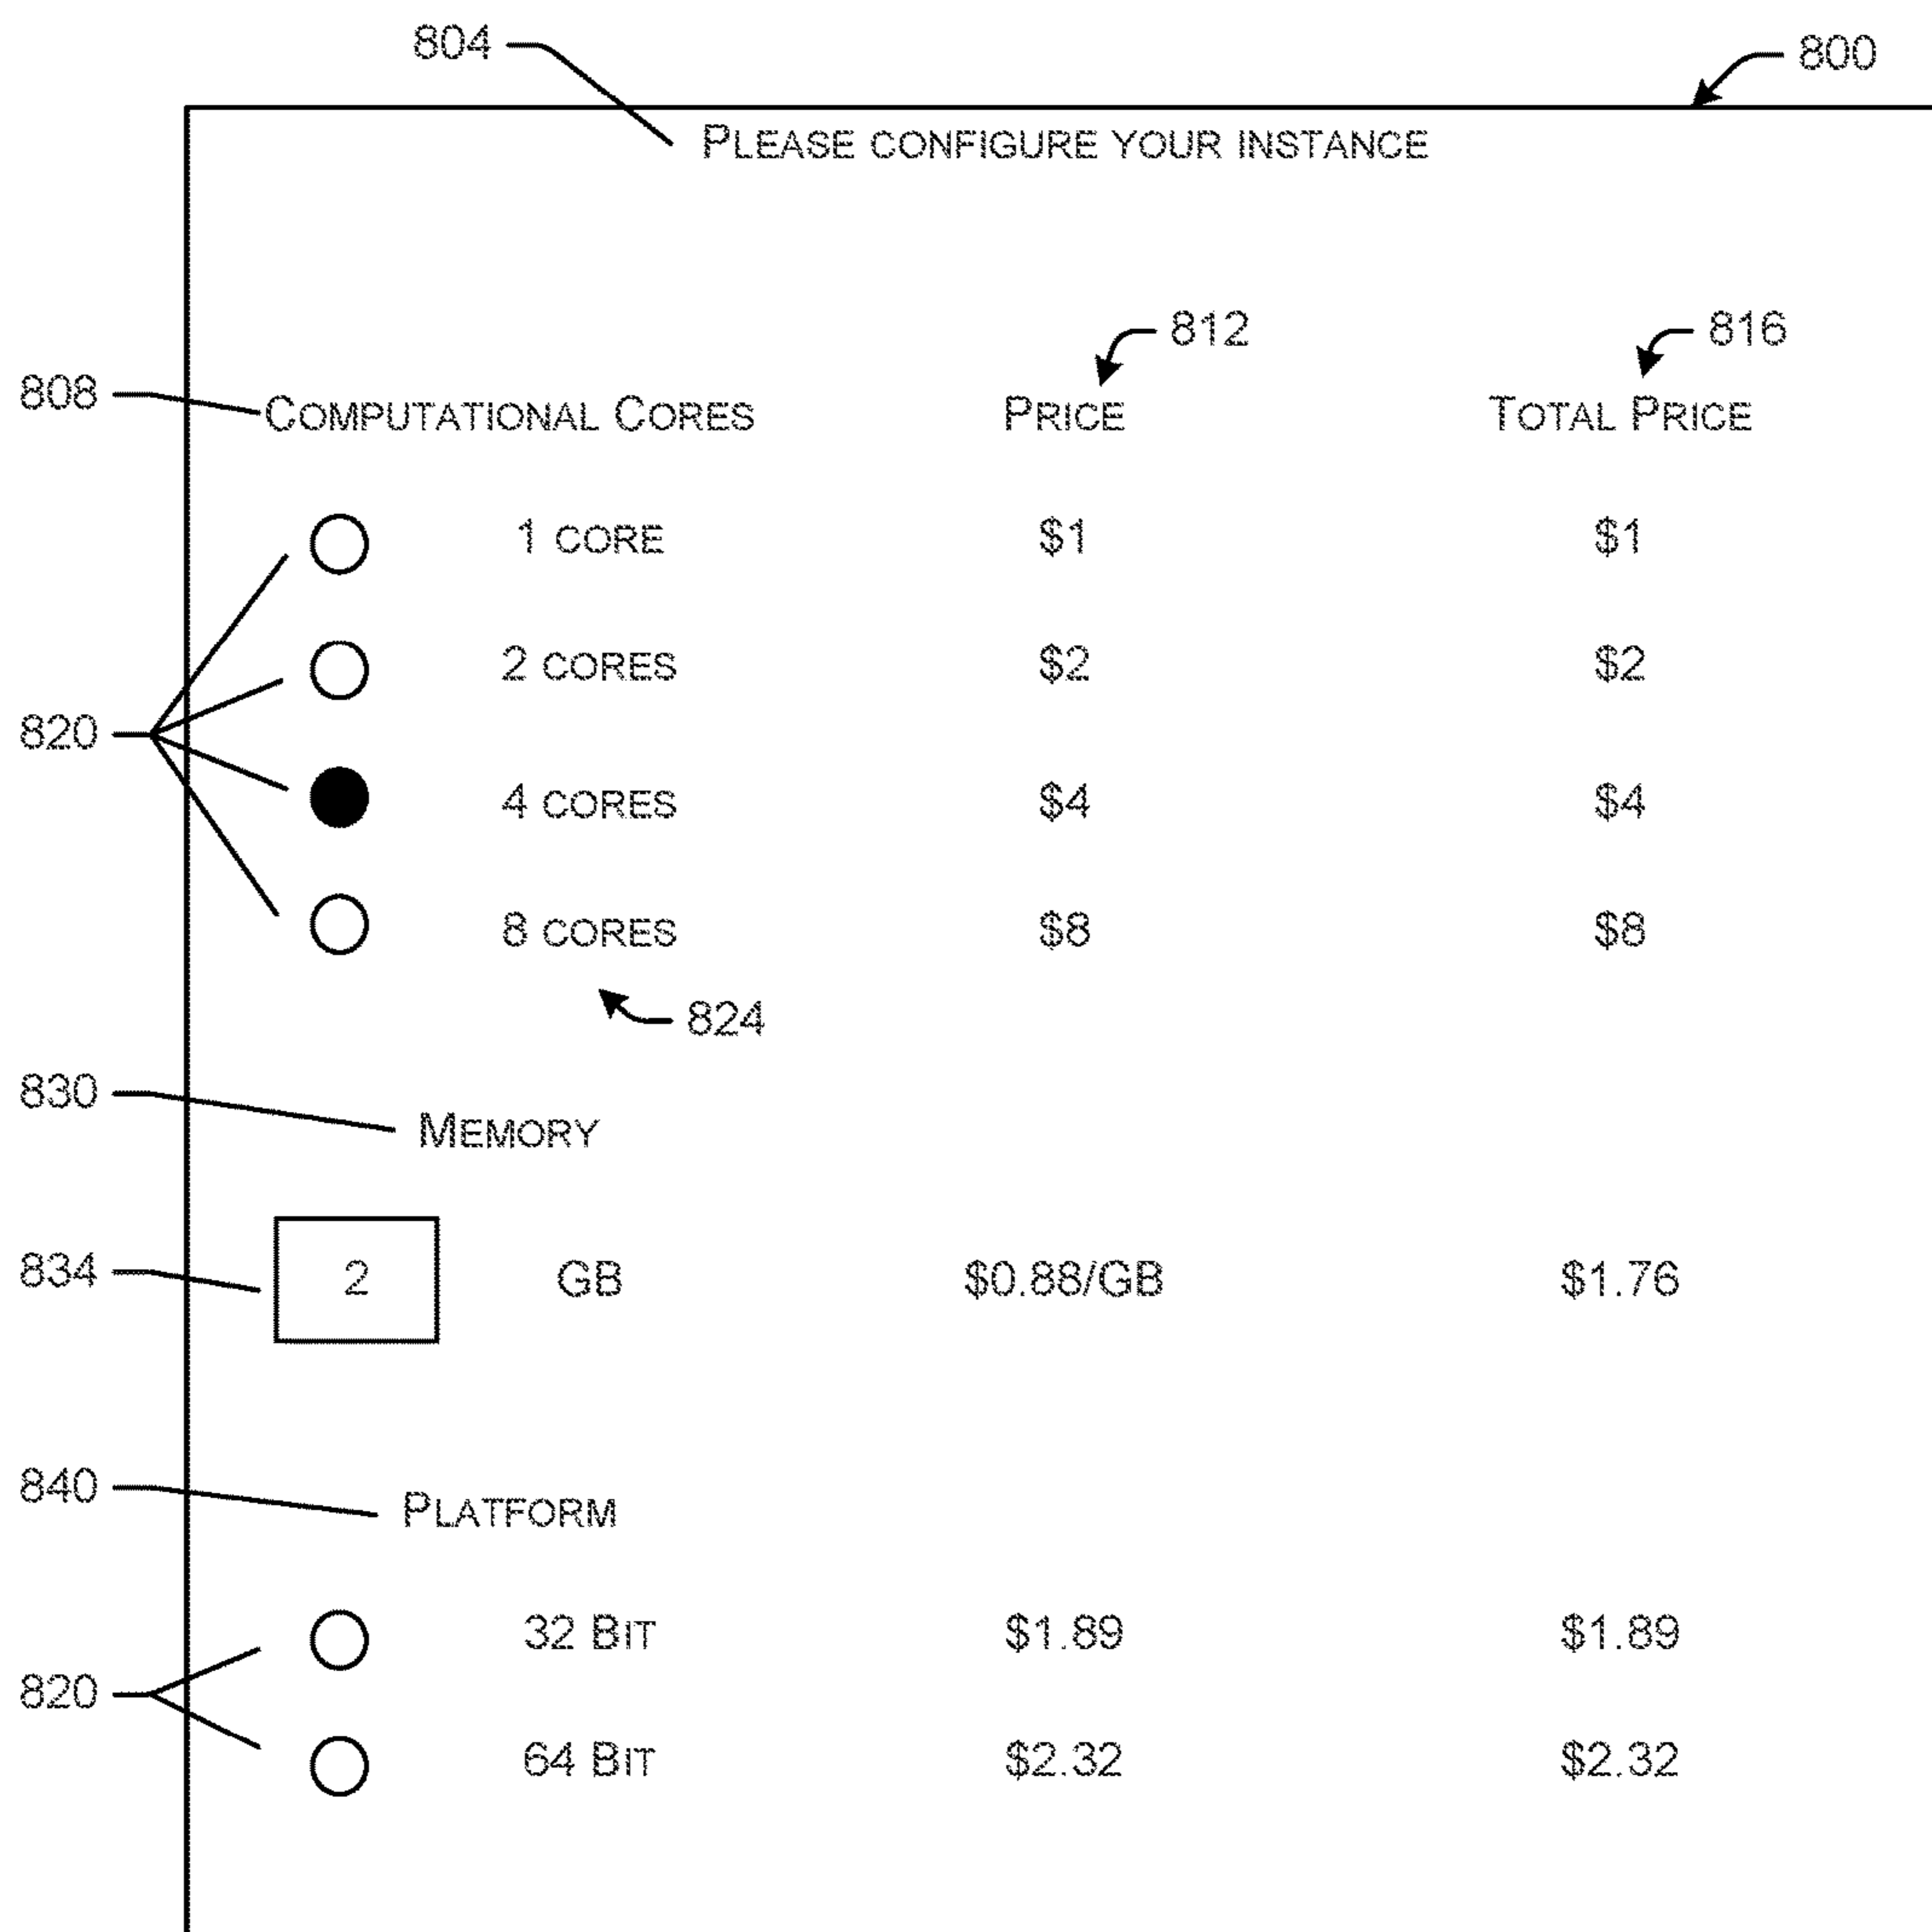 804
800
PLEASE CONFIGURE YOUR INSTANCE
812
816
808
COMPUTATIONAL CORES PRICE TOTAL PRICE
1 CORE $1 $1
2 CORES $2 $2
820
4 CORES $4 $4
8 CORES $8 $8
824
830
MEMORY
834
2 GB $0.88/GB $1.76
840
PLATFORM
32 BIT $1.89 $1.89
820
64 BIT $2.32 $2.32